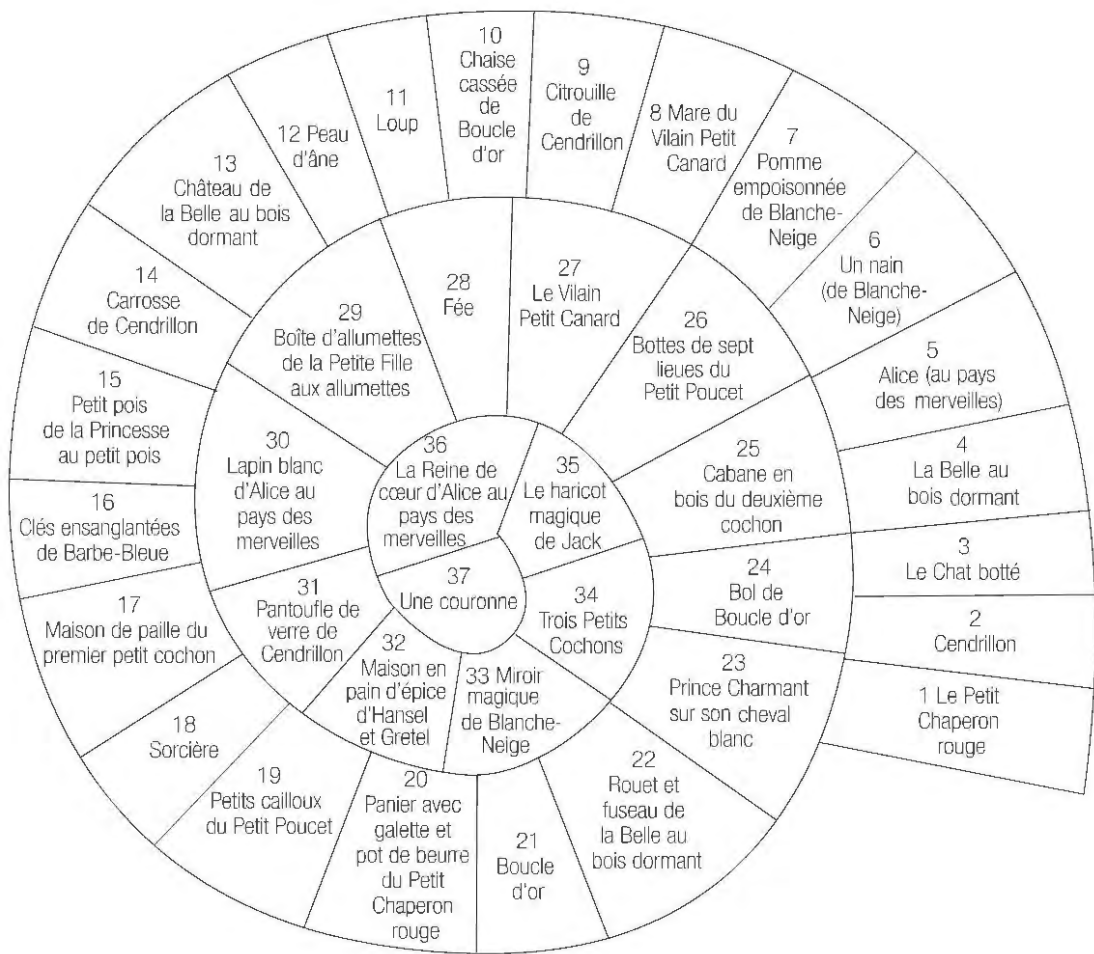 1 Le Petit
Chaperon
rouge
2
Cendrillon
3
Le Chat botté
4
La Belle au
bois dormant
5
Alice (au pays
des merveilles)
6
Un nain
(de Blanche-
Neige)
7
Pomme
empoisonnée
de Blanche-
Neige
8 Mare du
Vilain Petit
Canard
9
Citrouille
de
Cendrillon
10
Chaise
cassée
de
Boucle
d'or
11
Loup
12 Peau
d'âne
13
Château de
la Belle au bois
dormant
14
Carrosse
de Cendrillon
15
Petit pois
de la Princesse
au petit pois
16
Clés ensanglantées
de Barbe-Bleue
17
Maison de paille du
premier petit cochon
18
Sorcière
19
Petits cailloux
du Petit Poucet
20
Panier avec
galette et
pot de beurre
du Petit
Chaperon
rouge
21
Boucle
d'or
22
Rouet et
fuseau de
la Belle au
bois dormant
23
Prince Charmant
sur son cheval
blanc
24
Bol de
Boucle d'or
25
Cabane en
bois du deuxième
cochon
26
Bottes de sept
lieues du
Petit Poucet
27
Le Vilain
Petit Canard
28
Fée
29
Boîte d'allumettes
de la Petite Fille
aux allumettes
30
Lapin blanc
d'Alice au
pays des
merveilles
31
Pantoufle de
verre de
Cendrillon
32
Maison en
pain d'épice
d'Hansel
et Gretel
33 Miroir
magique
de Blanche-
Neige
34
Trois Petits
Cochons
35
Le haricot
magique
de Jack
36
La Reine de
cœur d'Alice au
pays des
merveilles
37
Une couronne